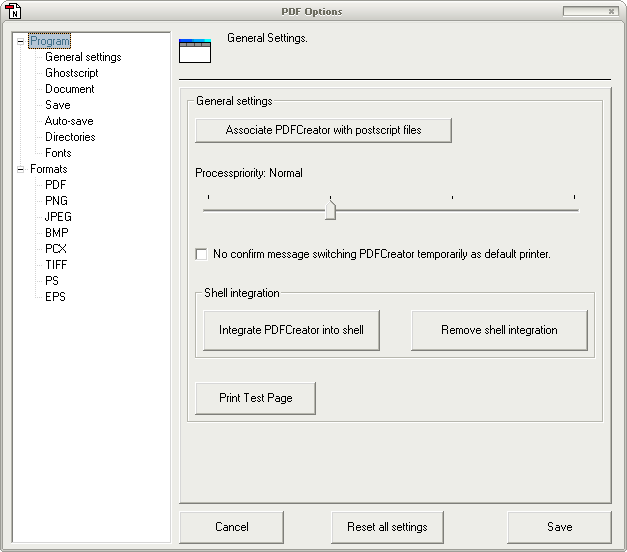 PDF Options
Program
General settings
Ghostscript
Document
Save
Auto-save
Directories
Fonts
Formats
PDF
PNG
JPEG
BMP
PCX
TIFF
PS
EPS
General Settings.
General settings
Associate PDFCreator with postscript files
Processpriority: Normal
No confirm message switching PDFCreator temporarily as default printer.
Shell integration
Integrate PDFCreator into shell
Remove shell integration
Print Test Page
Cancel
Reset all settings
Save